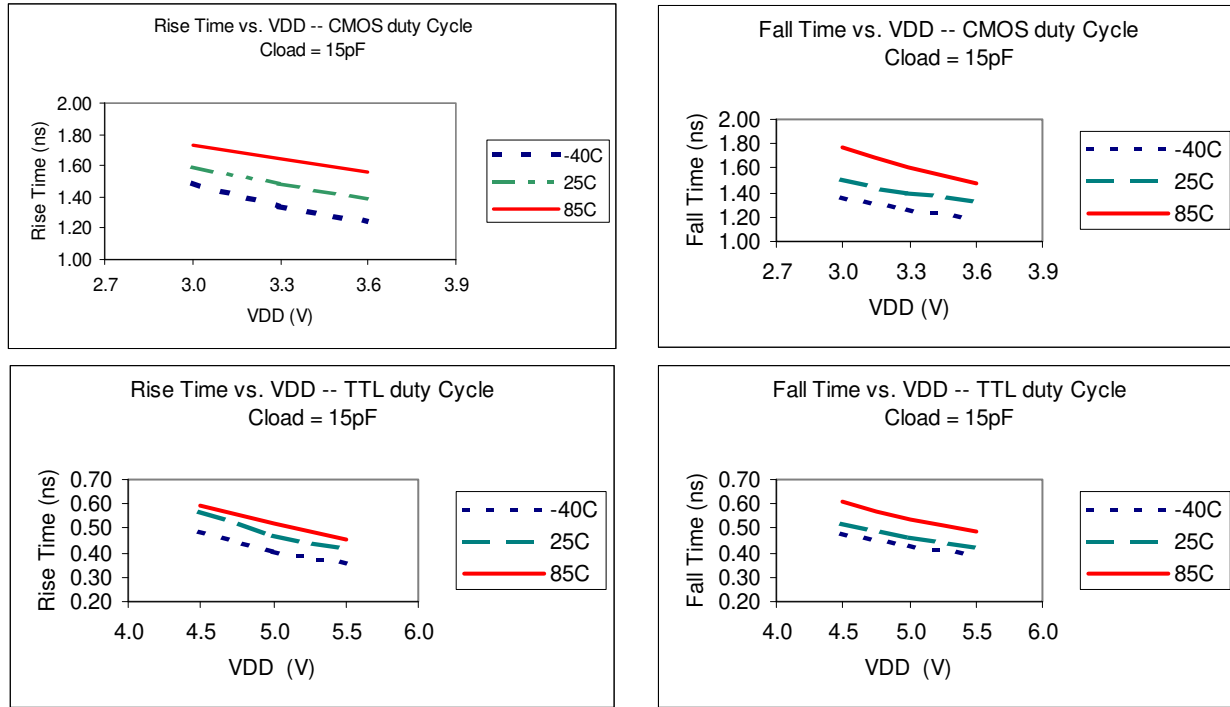 Rise Time vs. VDD -- CMOS duty Cycle
Cload = 15pF
Rise Time (ns)
2.00
1.80
1.60
1.40
1.20
1.00
2.7 3.0 3.3 3.6 3.9
VDD (V)
-40C
25C
85C
Fall Time vs. VDD -- CMOS duty Cycle
Cload = 15pF
Fall Time (ns)
2.00
1.80
1.60
1.40
1.20
1.00
2.7 3.0 3.3 3.6 3.9
VDD (V)
-40C
25C
85C
Rise Time vs. VDD -- TTL duty Cycle
Cload = 15pF
Rise Time (ns)
0.70
0.60
0.50
0.40
0.30
0.20
4.0 4.5 5.0 5.5 6.0
VDD (V)
-40C
25C
85C
Fall Time vs. VDD -- TTL duty Cycle
Cload = 15pF
Fall Time (ns)
0.70
0.60
0.50
0.40
0.30
0.20
4.0 4.5 5.0 5.5 6.0
VDD (V)
-40C
25C
85C